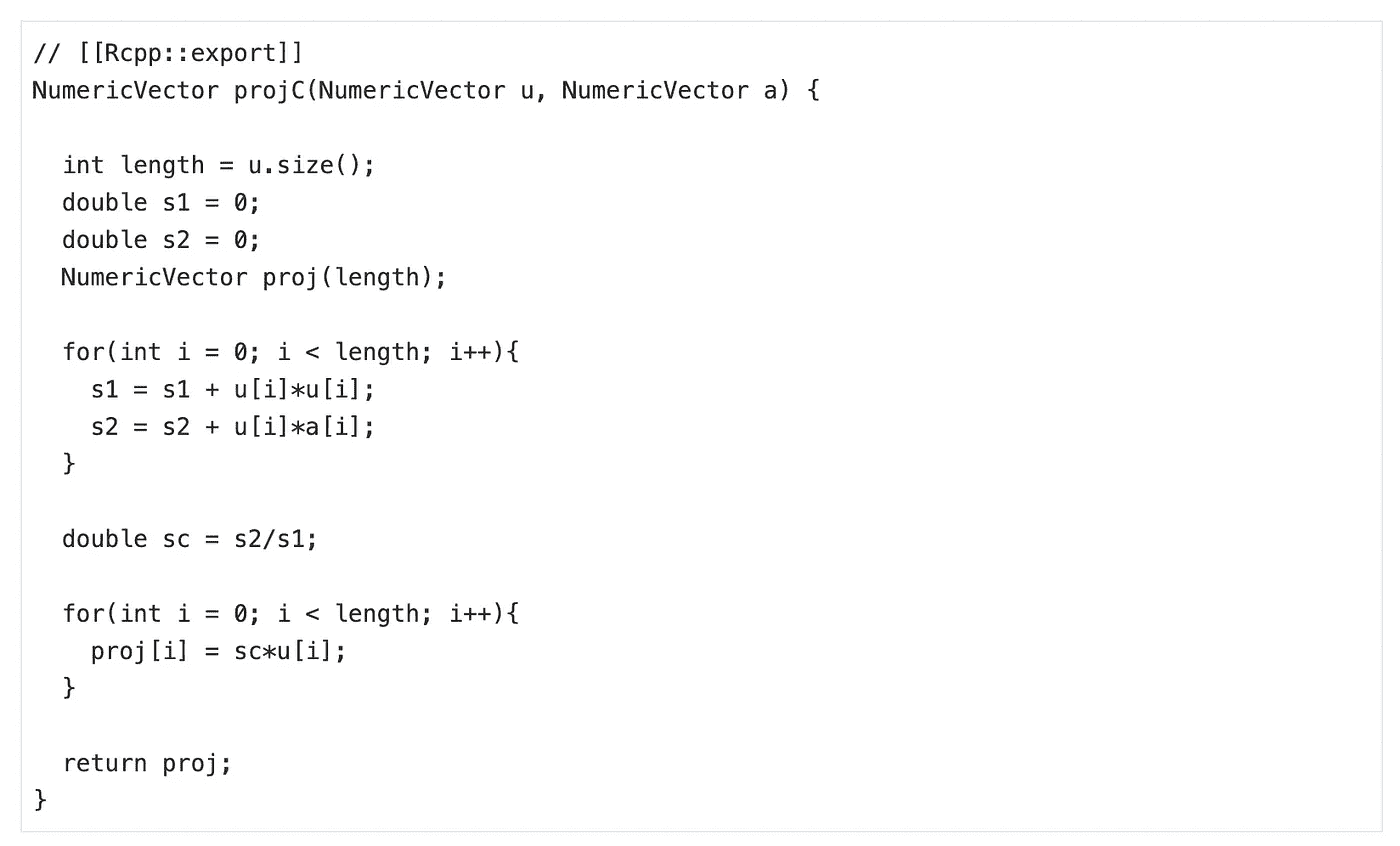 // [[Rcpp::export]]
NumericVector projC(NumericVector u, NumericVector a) {
  int length = u.size();
  double s1 = 0;
  double s2 = 0;
  NumericVector proj(length);
  for(int i = 0; i < length; i++){
    s1 = s1 + u[i]*u[i];
    s2 = s2 + u[i]*a[i];
  }
  double sc = s2/s1;
  for(int i = 0; i < length; i++){
    proj[i] = sc*u[i];
  }
  return proj;
}